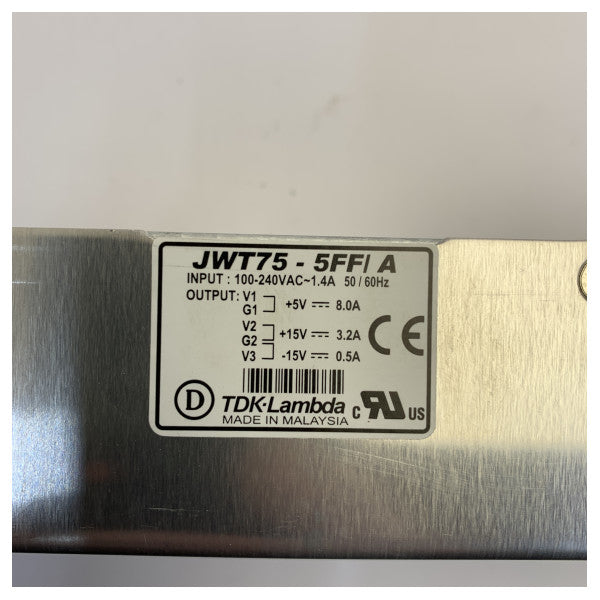 JWT75 - 5FF/ A
INPUT : 100-240VAC~1.4A 50 / 60Hz
OUTPUT: V1
G1
+5V 8.0A
V2
G2
+15V 3.2A
V3 -15V 0.5A
CE
D TDK-Lambda
MADE IN MALAYSIA
c RU US